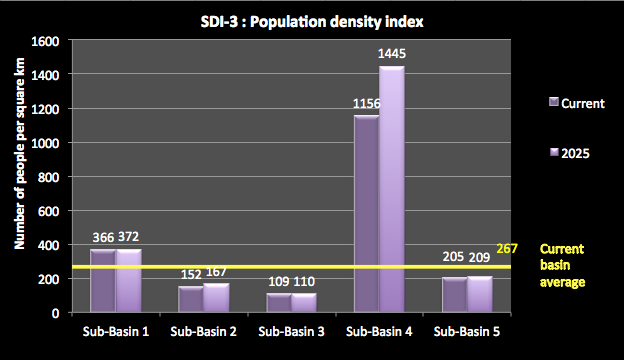 SDI-3 : Population density index
Number of people per square km
1600
1400
1200
1000
800
600
400
200
0
366 372
152 167
109 110
1156
1445
205 209
267
Sub-Basin 1 Sub-Basin 2 Sub-Basin 3 Sub-Basin 4 Sub-Basin 5
Current
2025
Current
basin
average